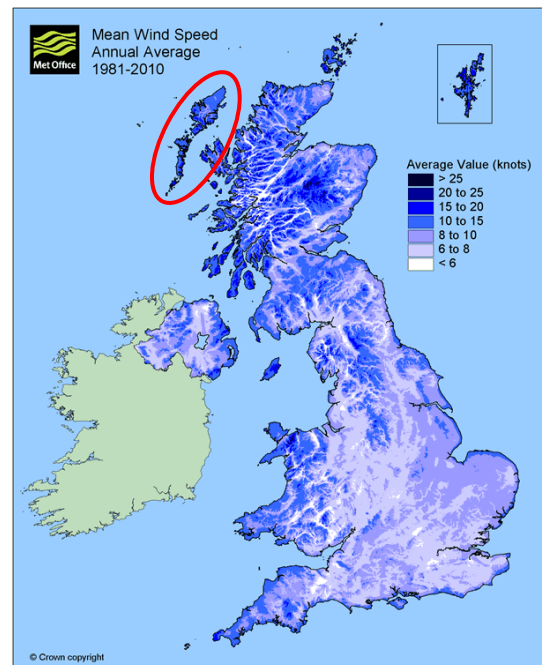 Met Office
Mean Wind Speed
Annual Average
1981-2010
Average Value (knots)
> 25
20 to 25
15 to 20
10 to 15
8 to 10
6 to 8
< 6
© Crown copyright